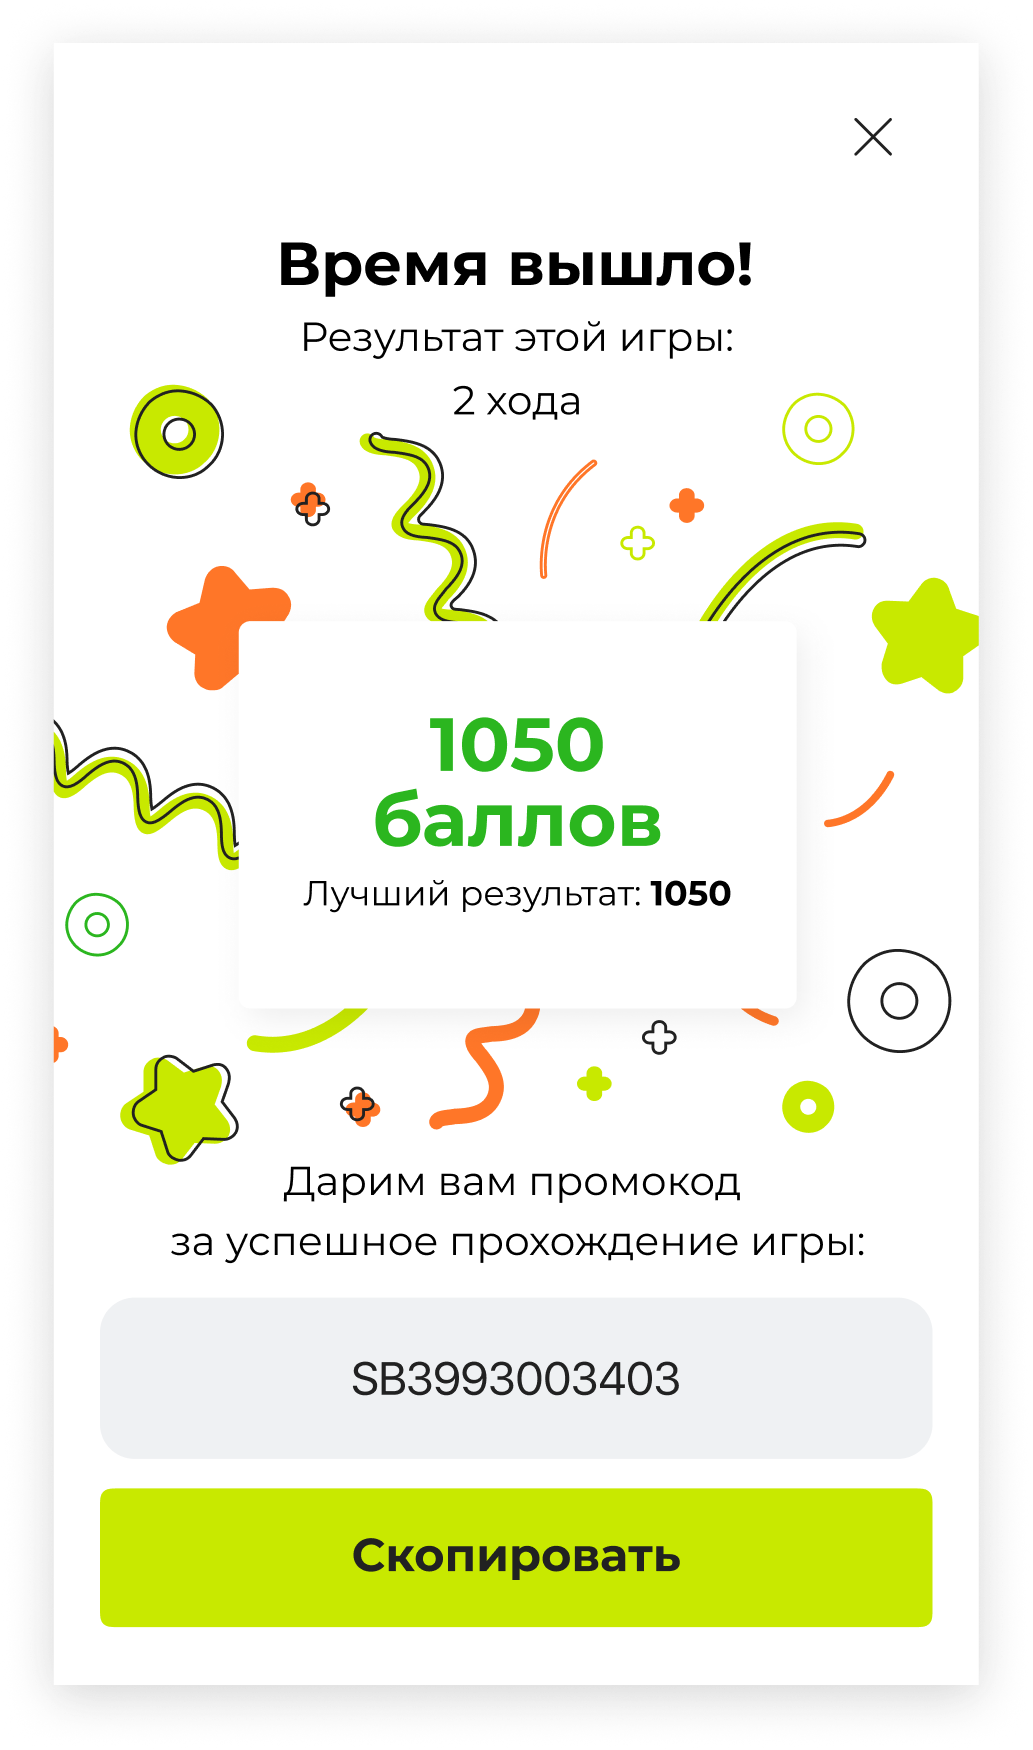 Время вышло!
Результат этой игры:
2 хода
1050
баллов
Лучший результат: 1050
Дарим вам промокод
за успешное прохождение игры:
SB3993003403
Скопировать